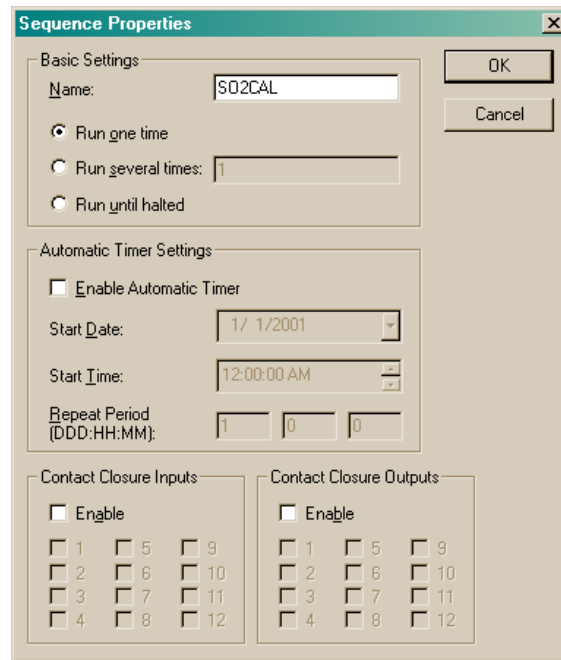 Sequence Properties
Basic Settings
OK
Name: SO2CAL
Cancel
Run one time
Run several times: 1
Run until halted
Automatic Timer Settings
Enable Automatic Timer
Start Date: 1/ 1/2001
Start Time: 12:00:00 AM
Repeat Period
(DDD:HH:MM): 1 0 0
Contact Closure Inputs
Enable
1 5 9
2 6 10
3 7 11
4 8 12
Contact Closure Outputs
Enable
1 5 9
2 6 10
3 7 11
4 8 12